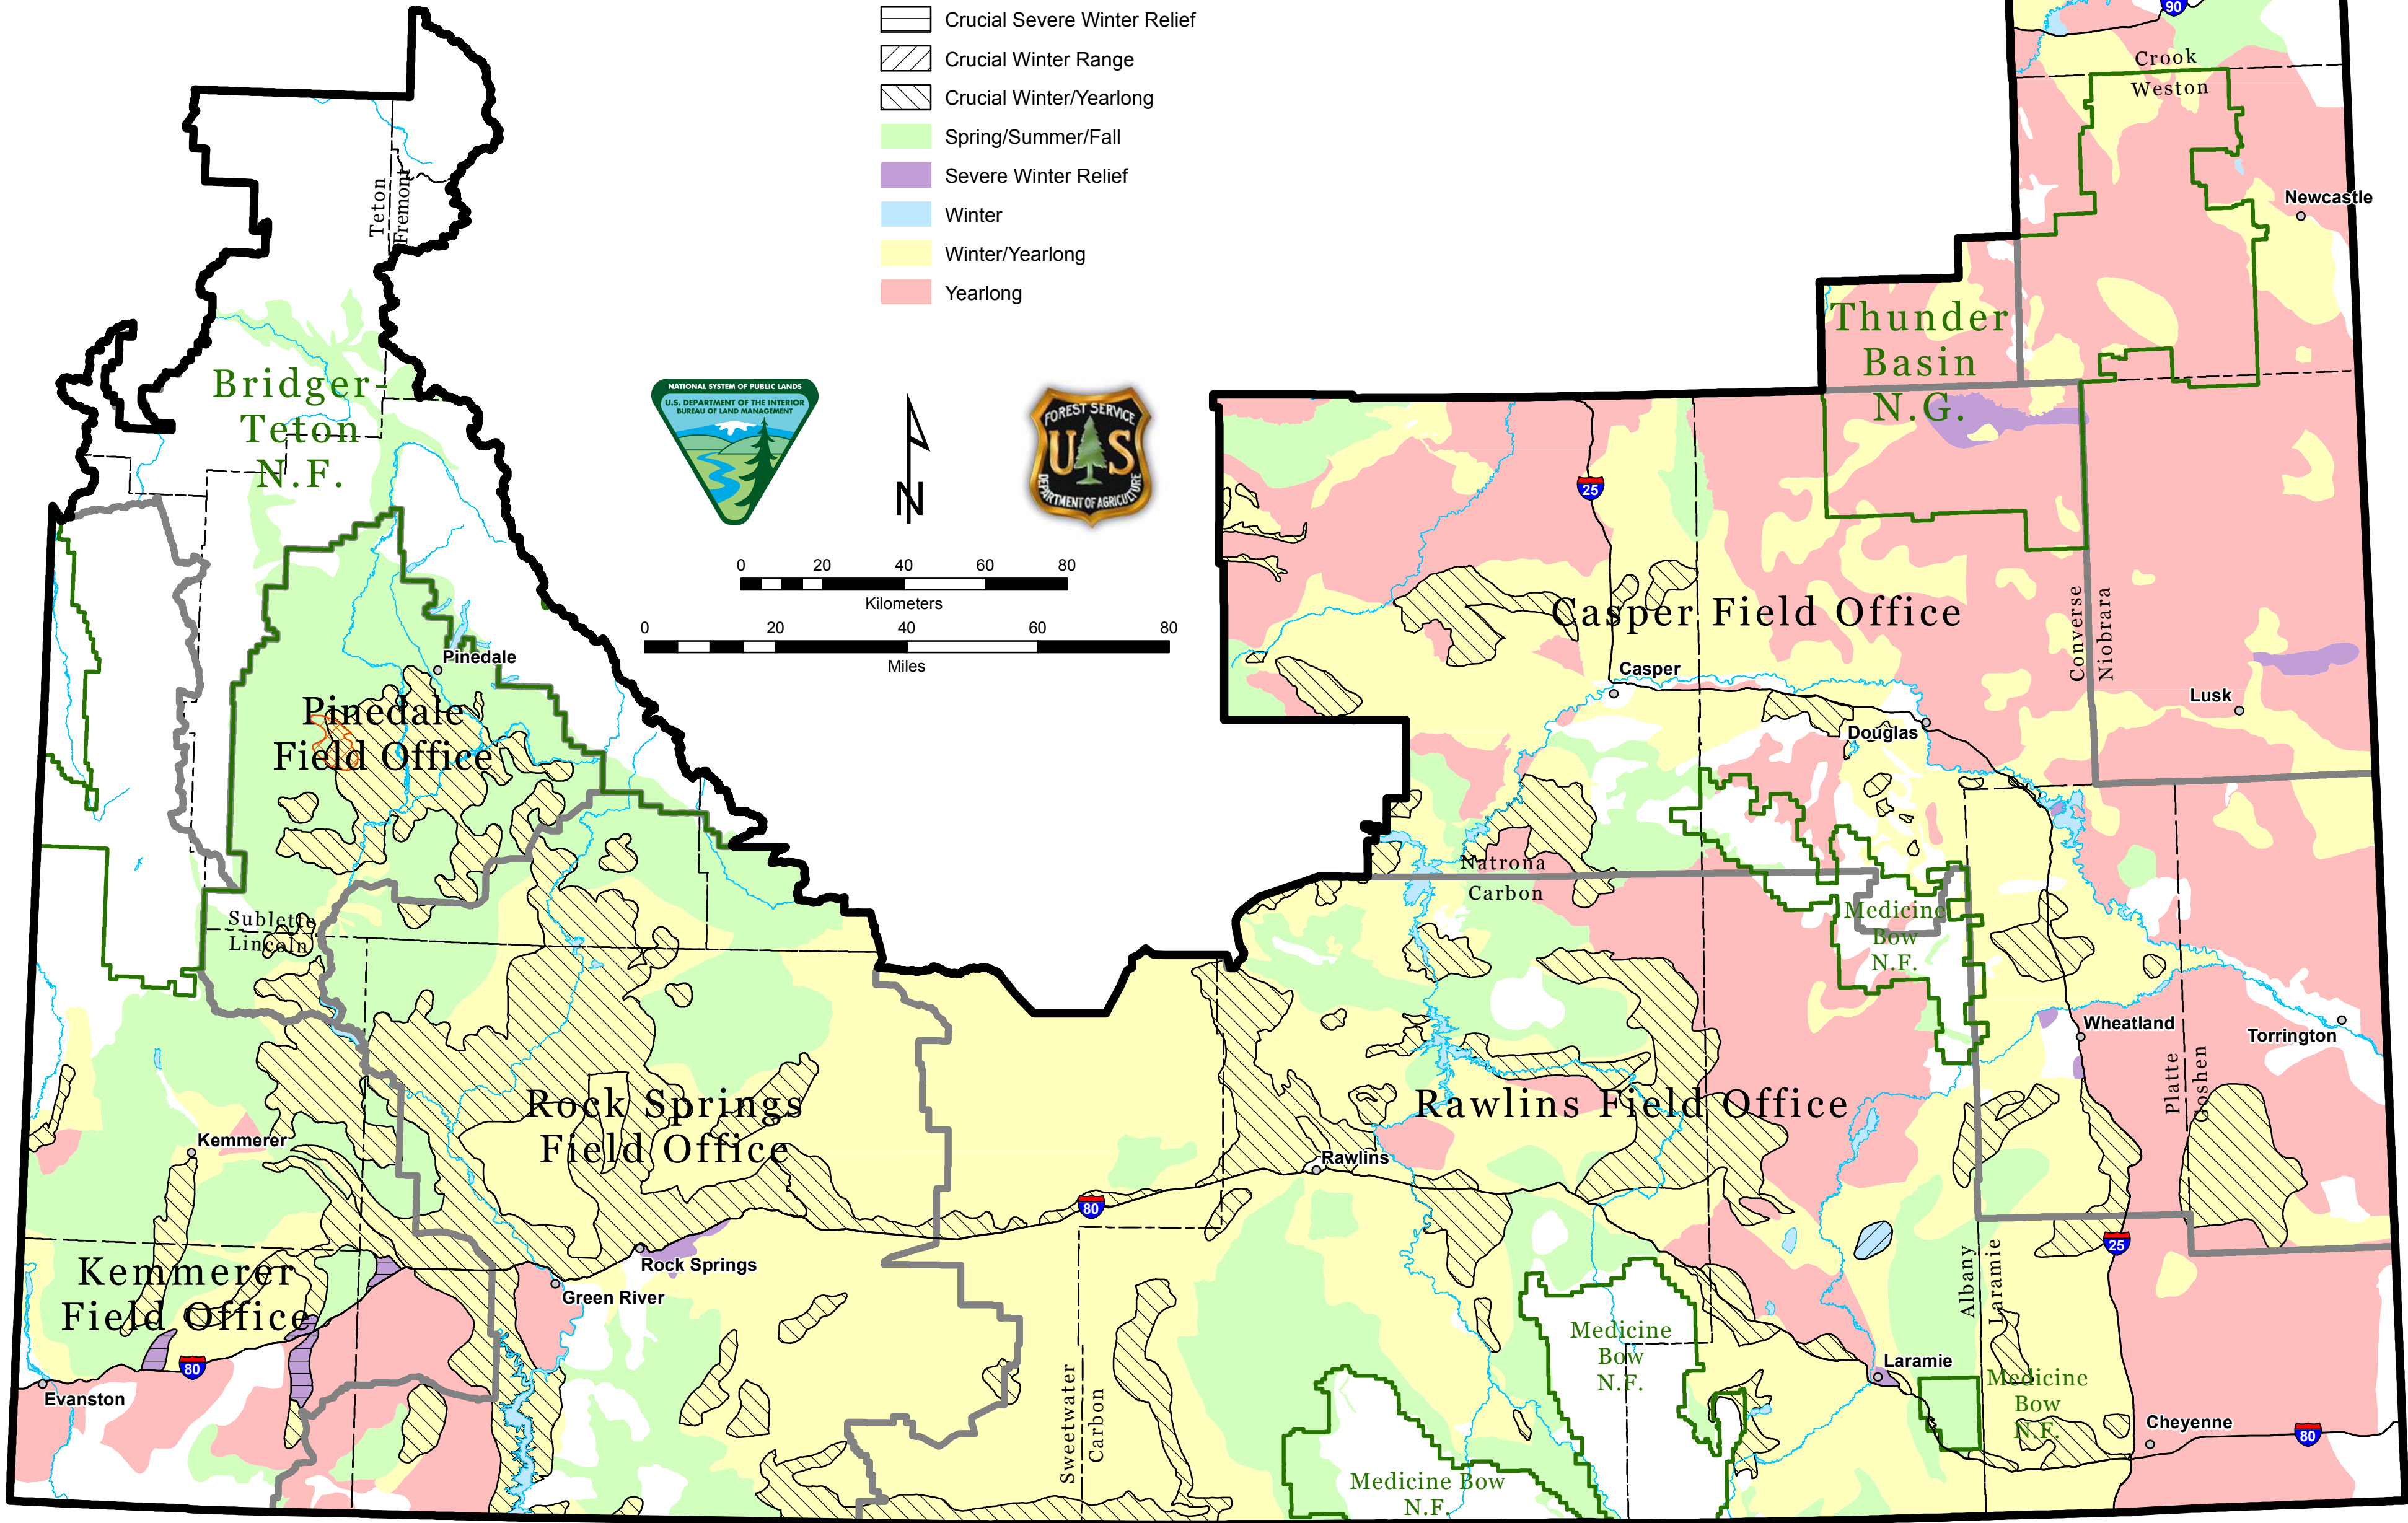 Crucial Severe Winter Relief
Crucial Winter Range
Crucial Winter/Yearlong
Spring/Summer/Fall
Severe Winter Relief
Winter
Winter/Yearlong
Yearlong
90
Crook
Weston
Newcastle
Teton
Fremont
Thunder
Basin
N.G.
Bridger-
Teton
N.F.
NATIONAL SYSTEM OF PUBLIC LANDS
U.S. DEPARTMENT OF THE INTERIOR
BUREAU OF LAND MANAGEMENT
N
FOREST SERVICE
U S
DEPARTMENT OF AGRICULTURE
25
0 20 40 60 80
Kilometers
0 20 40 60 80
Miles
Casper Field Office
Converse
Niobrara
Pinedale
Pinedale
Field Office
Casper
Lusk
Douglas
Natrona
Carbon
Sublette
Lincoln
Medicine
Bow
N.F.
Wheatland
Torrington
Platte
Goshen
Rock Springs
Field Office
Rawlins Field Office
Kemmerer
Rawlins
80
25
Kemmerer
Field Office
Rock Springs
Green River
Albany
Laramie
80
Evanston
Medicine
Bow
N.F.
Laramie
Medicine
Bow
N.F.
Sweetwater
Carbon
Cheyenne
80
Medicine Bow
N.F.